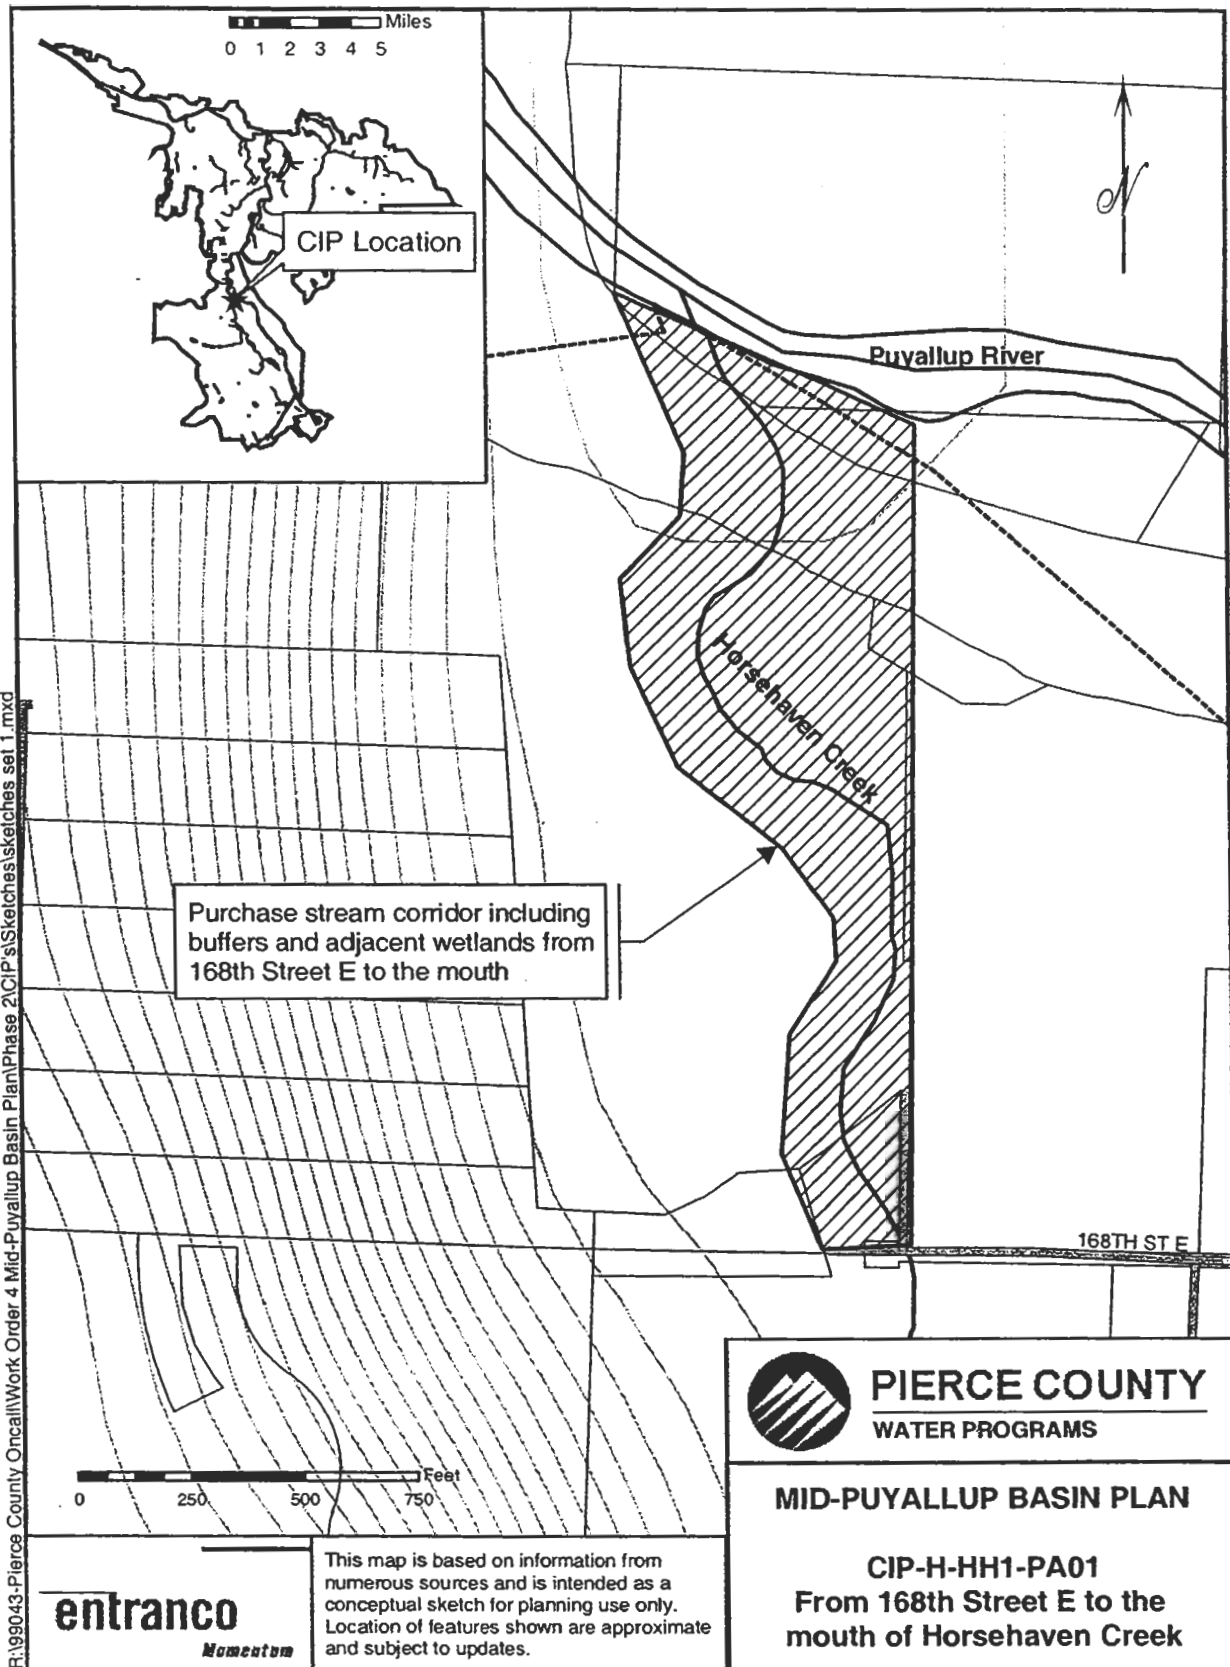 Miles
0 1 2 3 4 5
CIP Location
N
Puyallup River
Horsehaven Creek
Purchase stream corridor including
buffers and adjacent wetlands from
168th Street E to the mouth
168TH ST E
R:\99043-Pierce County Oncall\Work Order 4 Mid-Puyallup Basin Plan\Phase 2\CIP's\Sketches\sketches set 1.mxd
Feet
0 250 500 750
PIERCE COUNTY
WATER PROGRAMS
MID-PUYALLUP BASIN PLAN
CIP-H-HH1-PA01
From 168th Street E to the
mouth of Horsehaven Creek
entranco
Momentum
This map is based on information from
numerous sources and is intended as a
conceptual sketch for planning use only.
Location of features shown are approximate
and subject to updates.